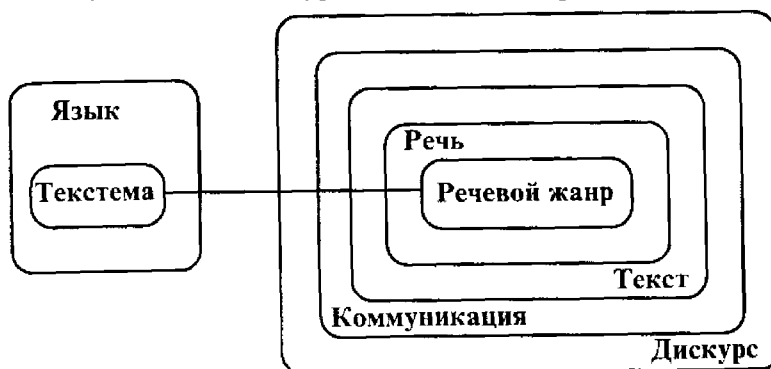 Язык
Речь
Текстема
Речевой жанр
Текст
Коммуникация
Дискурс